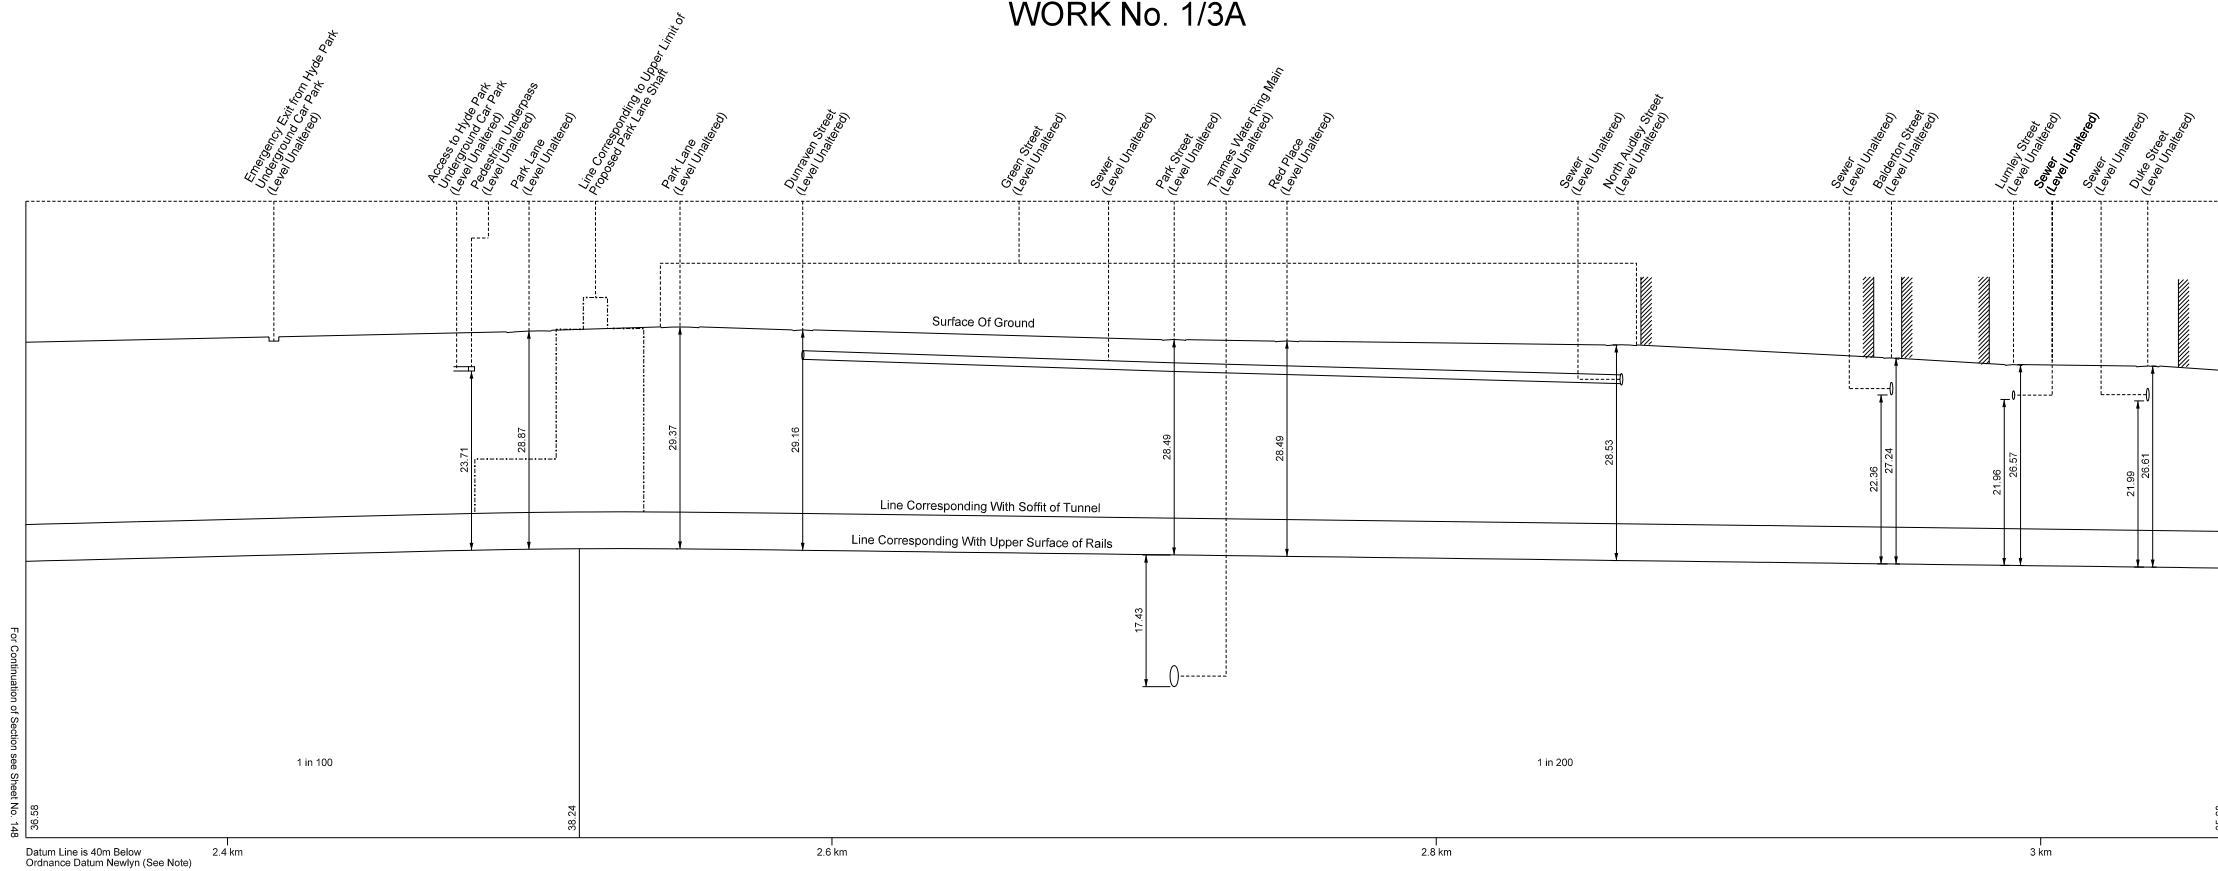 WORK No. 1/3A
Emergency Exit from Hyde Park
Underground Car Park
(Level Unaltered)
Access to Hyde Park
Underground Car Park
(Level Unaltered)
Pedestrian Underpass
(Level Unaltered)
Park Lane
(Level Unaltered)
Line Corresponding to Upper Limit of
Proposed Park Lane Shaft
Park Lane
(Level Unaltered)
Dunraven Street
(Level Unaltered)
Green Street
(Level Unaltered)
Sewer
(Level Unaltered)
Park Street
(Level Unaltered)
Thames Water Ring Main
(Level Unaltered)
Red Place
(Level Unaltered)
Sewer
(Level Unaltered)
North Audley Street
(Level Unaltered)
Sewer
(Level Unaltered)
Balderton Street
(Level Unaltered)
Lumley Street
(Level Unaltered)
Sewer
(Level Unaltered)
Sewer
(Level Unaltered)
Duke Street
(Level Unaltered)
Surface Of Ground
23.71
28.87
29.37
29.16
28.49
28.49
28.53
22.36
27.24
21.96
26.57
21.99
26.61
Line Corresponding With Soffit of Tunnel
Line Corresponding With Upper Surface of Rails
17.43
For Continuation of Section see Sheet No. 148
1 in 100
1 in 200
36.58
38.24
Datum Line is 40m Below
Ordnance Datum Newlyn (See Note)
2.4 km
2.6 km
2.8 km
3 km